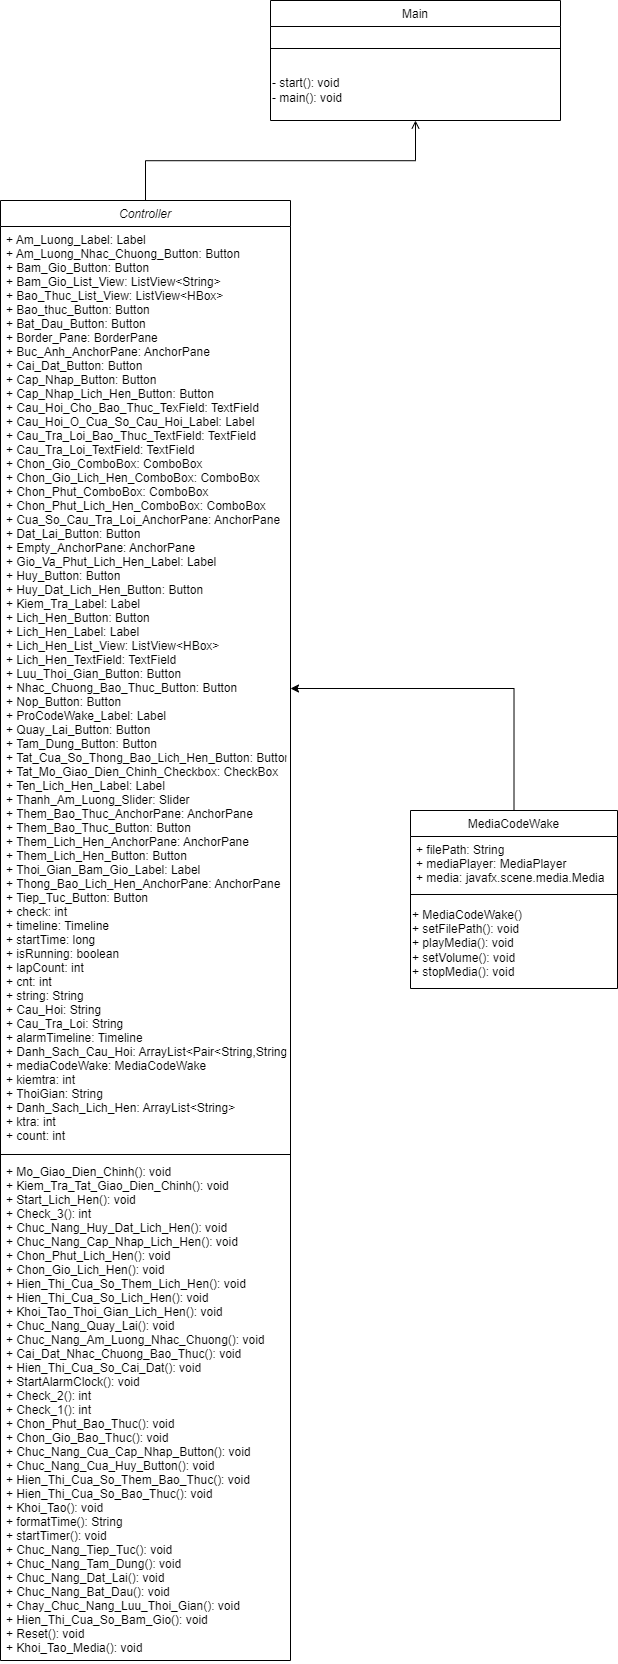 Main
- start(): void
- main(): void
Controller
+ Am_Luong_Label: Label
+ Am_Luong_Nhac_Chuong_Button: Button
+ Bam_Gio_Button: Button
+ Bam_Gio_List_View: ListView<String>
+ Bao_Thuc_List_View: ListView<HBox>
+ Bao_thuc_Button: Button
+ Bat_Dau_Button: Button
+ Border_Pane: BorderPane
+ Buc_Anh_AnchorPane: AnchorPane
+ Cai_Dat_Button: Button
+ Cap_Nhap_Button: Button
+ Cap_Nhap_Lich_Hen_Button: Button
+ Cau_Hoi_Cho_Bao_Thuc_TexField: TextField
+ Cau_Hoi_O_Cua_So_Cau_Hoi_Label: Label
+ Cau_Tra_Loi_Bao_Thuc_TextField: TextField
+ Cau_Tra_Loi_TextField: TextField
+ Chon_Gio_ComboBox: ComboBox
+ Chon_Gio_Lich_Hen_ComboBox: ComboBox
+ Chon_Phut_ComboBox: ComboBox
+ Chon_Phut_Lich_Hen_ComboBox: ComboBox
+ Cua_So_Cau_Tra_Loi_AnchorPane: AnchorPane
+ Dat_Lai_Button: Button
+ Empty_AnchorPane: AnchorPane
+ Gio_Va_Phut_Lich_Hen_Label: Label
+ Huy_Button: Button
+ Huy_Dat_Lich_Hen_Button: Button
+ Kiem_Tra_Label: Label
+ Lich_Hen_Button: Button
+ Lich_Hen_Label: Label
+ Lich_Hen_List_View: ListView<HBox>
+ Lich_Hen_TextField: TextField
+ Luu_Thoi_Gian_Button: Button
+ Nhac_Chuong_Bao_Thuc_Button: Button
+ Nop_Button: Button
+ ProCodeWake_Label: Label
+ Quay_Lai_Button: Button
+ Tam_Dung_Button: Button
+ Tat_Cua_So_Thong_Bao_Lich_Hen_Button: Button
+ Tat_Mo_Giao_Dien_Chinh_Checkbox: CheckBox
+ Ten_Lich_Hen_Label: Label
+ Thanh_Am_Luong_Slider: Slider
+ Them_Bao_Thuc_AnchorPane: AnchorPane
+ Them_Bao_Thuc_Button: Button
+ Them_Lich_Hen_AnchorPane: AnchorPane
+ Them_Lich_Hen_Button: Button
+ Thoi_Gian_Bam_Gio_Label: Label
+ Thong_Bao_Lich_Hen_AnchorPane: AnchorPane
+ Tiep_Tuc_Button: Button
+ check: int
+ timeline: Timeline
+ startTime: long
+ isRunning: boolean
+ lapCount: int
+ cnt: int
+ string: String
+ Cau_Hoi: String
+ Cau_Tra_Loi: String
+ alarmTimeline: Timeline
+ Danh_Sach_Cau_Hoi: ArrayList<Pair<String,String
+ mediaCodeWake: MediaCodeWake
+ kiemtra: int
+ ThoiGian: String
+ Danh_Sach_Lich_Hen: ArrayList<String>
+ ktra: int
+ count: int
+ Mo_Giao_Dien_Chinh(): void
+ Kiem_Tra_Tat_Giao_Dien_Chinh(): void
+ Start_Lich_Hen(): void
+ Check_3(): int
+ Chuc_Nang_Huy_Dat_Lich_Hen(): void
+ Chuc_Nang_Cap_Nhap_Lich_Hen(): void
+ Chon_Phut_Lich_Hen(): void
+ Chon_Gio_Lich_Hen(): void
+ Hien_Thi_Cua_So_Them_Lich_Hen(): void
+ Hien_Thi_Cua_So_Lich_Hen(): void
+ Khoi_Tao_Thoi_Gian_Lich_Hen(): void
+ Chuc_Nang_Quay_Lai(): void
+ Chuc_Nang_Am_Luong_Nhac_Chuong(): void
+ Cai_Dat_Nhac_Chuong_Bao_Thuc(): void
+ Hien_Thi_Cua_So_Cai_Dat(): void
+ StartAlarmClock(): void
+ Check_2(): int
+ Check_1(): int
+ Chon_Phut_Bao_Thuc(): void
+ Chon_Gio_Bao_Thuc(): void
+ Chuc_Nang_Cua_Cap_Nhap_Button(): void
+ Chuc_Nang_Cua_Huy_Button(): void
+ Hien_Thi_Cua_So_Them_Bao_Thuc(): void
+ Hien_Thi_Cua_So_Bao_Thuc(): void
+ Khoi_Tao(): void
+ formatTime(): String
+ startTimer(): void
+ Chuc_Nang_Tiep_Tuc(): void
+ Chuc_Nang_Tam_Dung(): void
+ Chuc_Nang_Dat_Lai(): void
+ Chuc_Nang_Bat_Dau(): void
+ Chay_Chuc_Nang_Luu_Thoi_Gian(): void
+ Hien_Thi_Cua_So_Bam_Gio(): void
+ Reset(): void
+ Khoi_Tao_Media(): void
MediaCodeWake
+ filePath: String
+ mediaPlayer: MediaPlayer
+ media: javafx.scene.media.Media
+ MediaCodeWake()
+ setFilePath(): void
+ playMedia(): void
+ setVolume(): void
+ stopMedia(): void